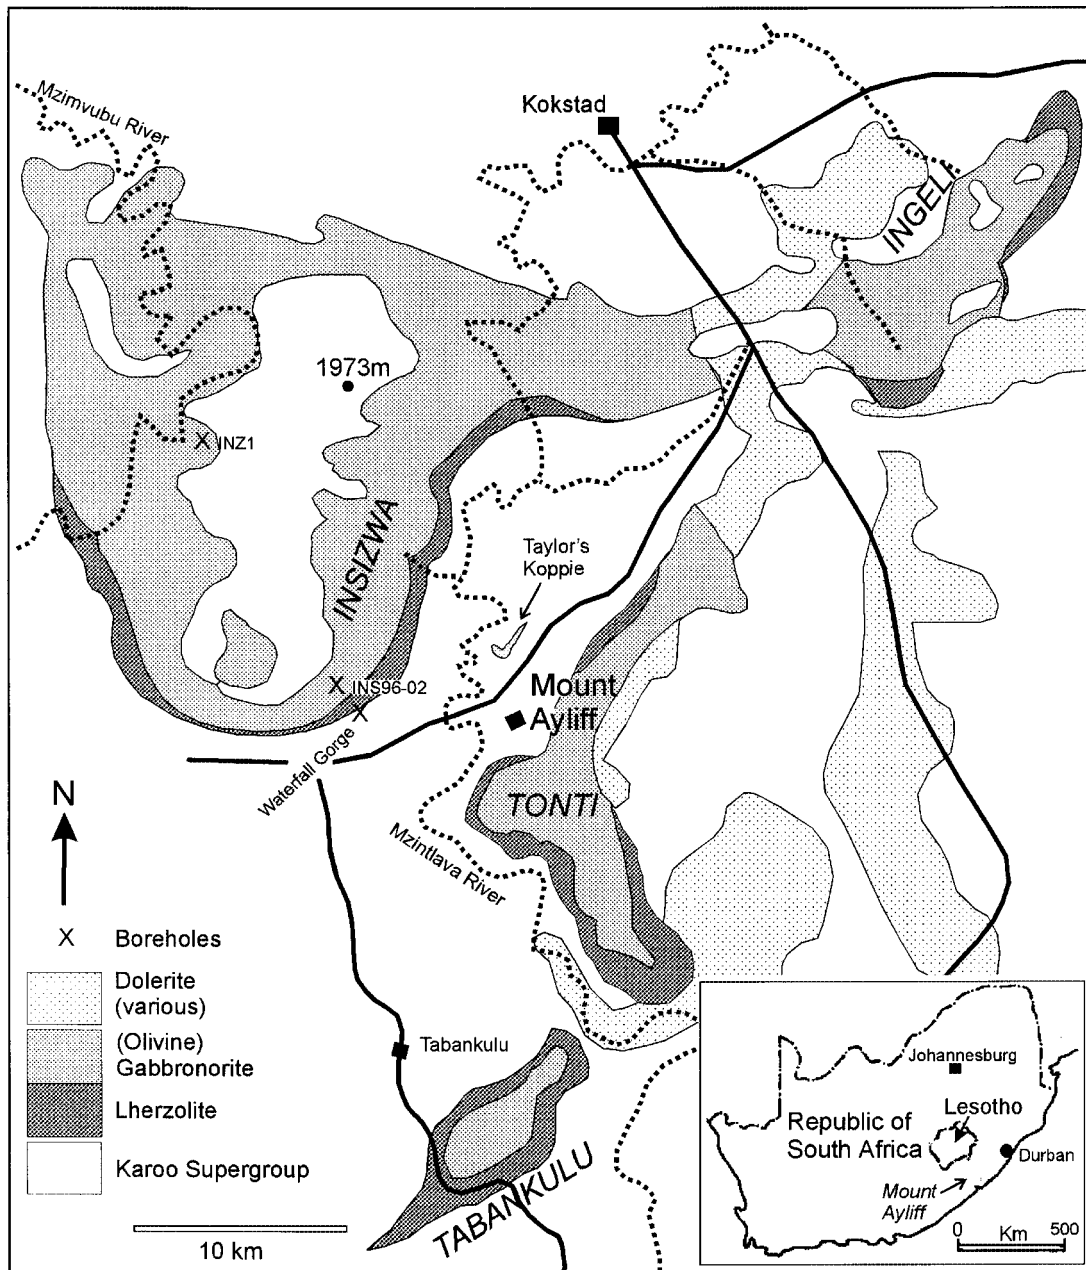 Mzimvubu River
Kokstad
INGELI
1973m
X INZ1
INSIZWA
Taylor's
Koppie
X INS96-02
X
Mount
Ayliff
Waterfall Gorge
TONTI
N
Mzintlava River
X Boreholes
Dolerite
(various)
(Olivine)
Gabbronorite
Lherzolite
Karoo Supergroup
10 km
Tabankulu
TABANKULU
Johannesburg
Lesotho
Republic of
South Africa
Durban
Mount
Ayliff
0 Km 500